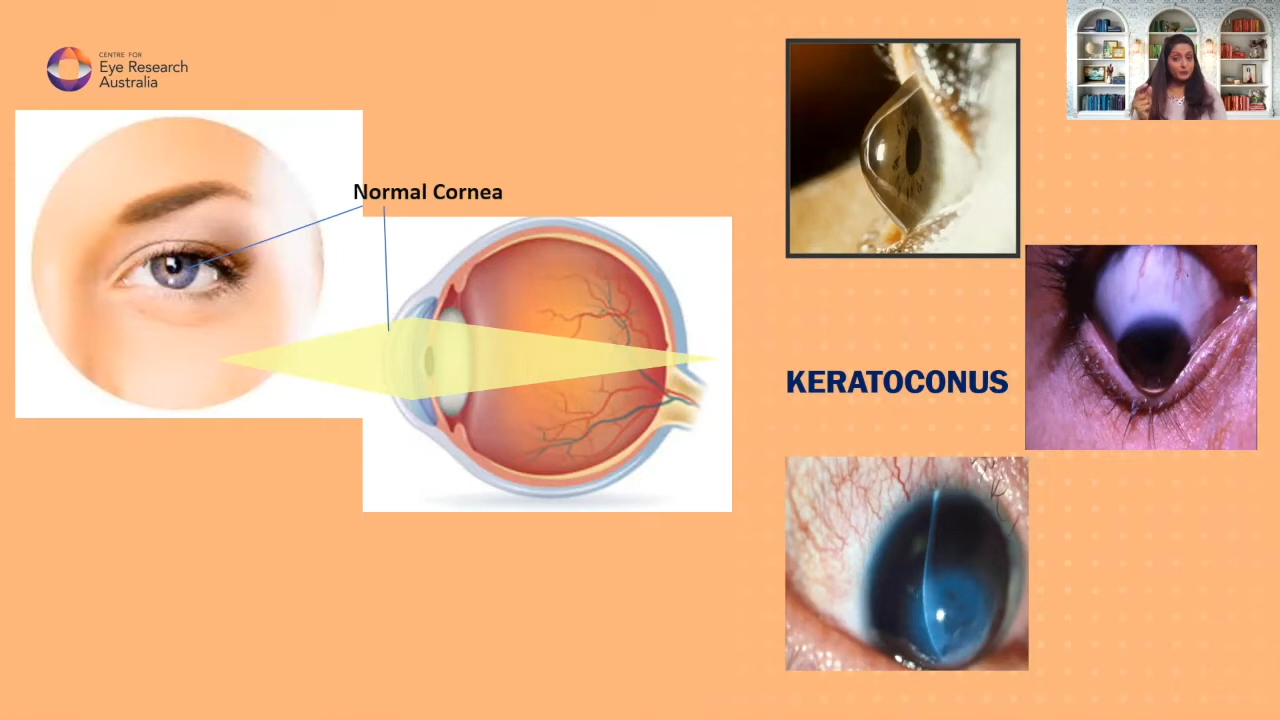 CENTRE FOR
Eye Research
Australia
Normal Cornea
KERATOCONUS